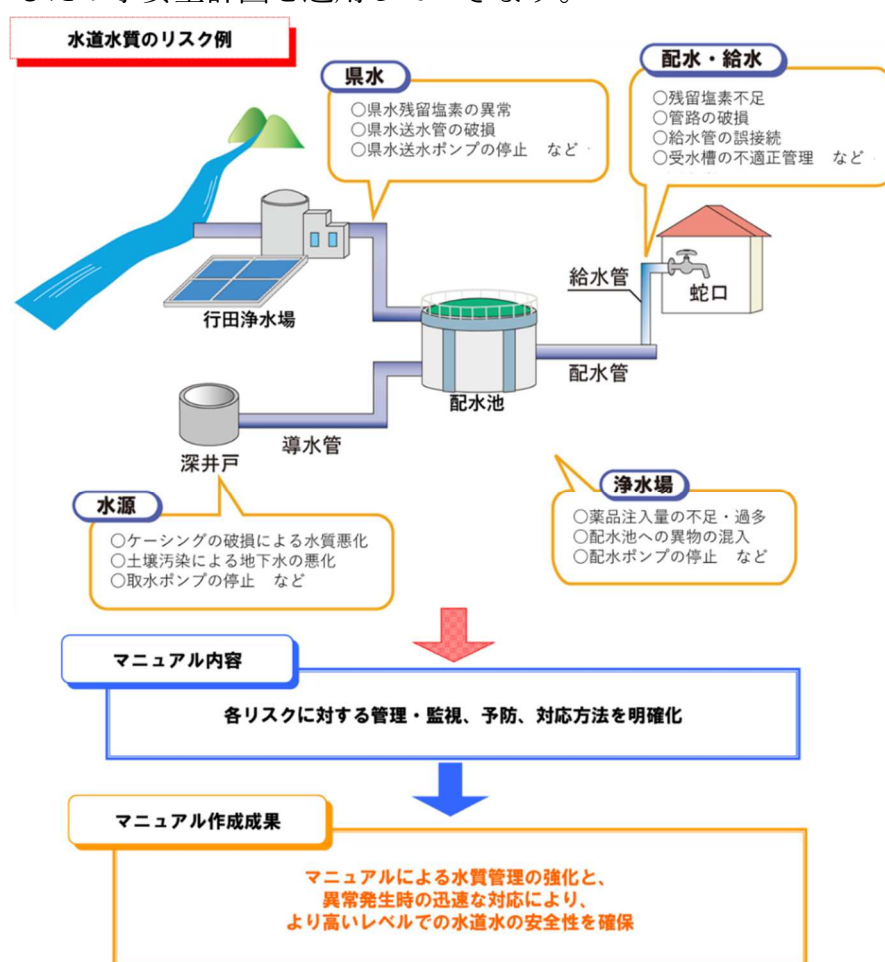 水道水質のリスク例
県水
○県水残留塩素の異常
○県水送水管の破損
○県水送水ポンプの停止 など
配水・給水
○残留塩素不足
○管路の破損
○給水管の誤接続
○受水槽の不適正管理 など
行田浄水場
給水管
蛇口
配水池
配水管
深井戸
導水管
水源
○ケーシングの破損による水質悪化
○土壌汚染による地下水の悪化
○取水ポンプの停止 など
浄水場
○薬品注入量の不足・過多
○配水池への異物の混入
○配水ポンプの停止 など
マニュアル内容
各リスクに対する管理・監視、予防、対応方法を明確化
マニュアル作成成果
マニュアルによる水質管理の強化と、
異常発生時の迅速な対応により、
より高いレベルでの水道水の安全性を確保